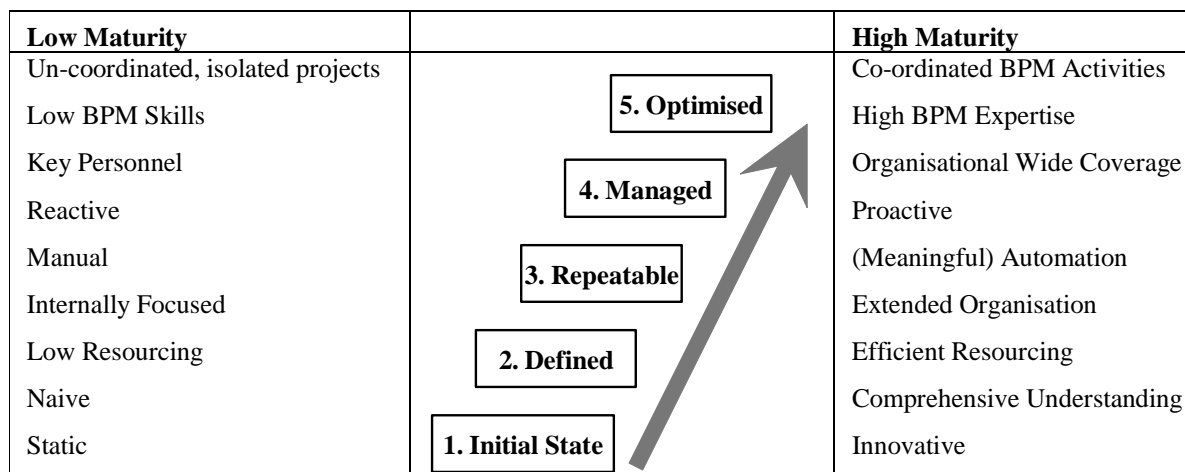 Low Maturity
High Maturity
Un-coordinated, isolated projects
Co-ordinated BPM Activities
5. Optimised
Low BPM Skills
High BPM Expertise
Key Personnel
Organisational Wide Coverage
4. Managed
Reactive
Proactive
Manual
3. Repeatable
(Meaningful) Automation
Internally Focused
Extended Organisation
Low Resourcing
2. Defined
Efficient Resourcing
Naive
Comprehensive Understanding
Static
1. Initial State
Innovative